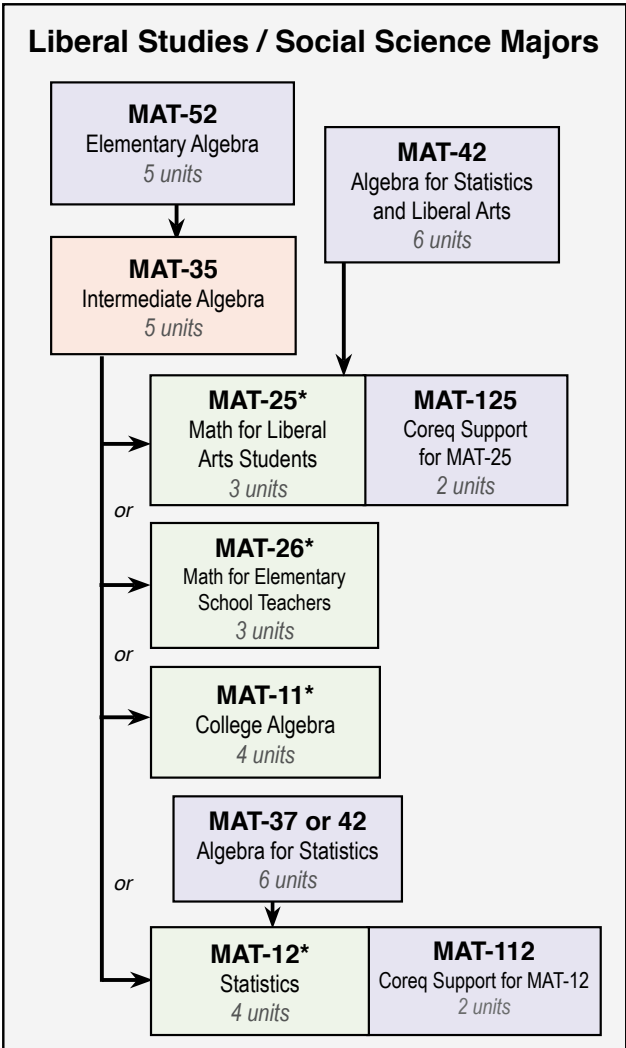 Liberal Studies / Social Science Majors
MAT-52
Elementary Algebra
5 units
MAT-42
Algebra for Statistics
and Liberal Arts
6 units
MAT-35
Intermediate Algebra
5 units
MAT-25*
Math for Liberal
Arts Students
3 units
MAT-125
Coreq Support
for MAT-25
2 units
or
MAT-26*
Math for Elementary
School Teachers
3 units
or
MAT-11*
College Algebra
4 units
MAT-37 or 42
Algebra for Statistics
6 units
or
MAT-12*
Statistics
4 units
MAT-112
Coreq Support for MAT-12
2 units